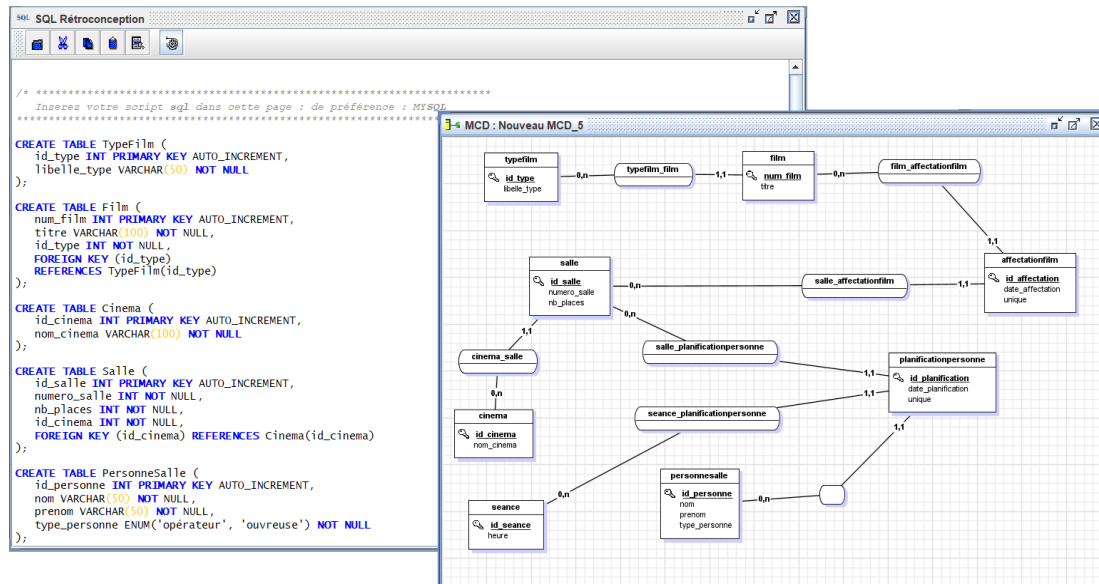 SQL SQL Rétroconception
/* ************************************************************************
Inserez votre script sql dans cette page : de préférence : MYSQL
CREATE TABLE TypeFilm (
id_type INT PRIMARY KEY AUTO_INCREMENT,
libelle_type VARCHAR(50) NOT NULL
);
CREATE TABLE Film (
num_film INT PRIMARY KEY AUTO_INCREMENT,
titre VARCHAR(100) NOT NULL,
id_type INT NOT NULL,
FOREIGN KEY (id_type)
REFERENCES TypeFilm(id_type)
);
CREATE TABLE Cinema (
id_cinema INT PRIMARY KEY AUTO_INCREMENT,
nom_cinema VARCHAR(100) NOT NULL
);
CREATE TABLE Salle (
id_salle INT PRIMARY KEY AUTO_INCREMENT,
numero_salle INT NOT NULL,
nb_places INT NOT NULL,
id_cinema INT NOT NULL,
FOREIGN KEY (id_cinema) REFERENCES Cinema(id_cinema)
);
CREATE TABLE PersonneSalle (
id_personne INT PRIMARY KEY AUTO_INCREMENT,
nom VARCHAR(50) NOT NULL,
prenom VARCHAR(50) NOT NULL,
type_personne ENUM('opérateur', 'ouvreuse') NOT NULL
);
MCD : Nouveau MCD_5
typefilm
id_type
libelle_type
0,n
typefilm_film
1,1
film
num_film
titre
0,n
film_affectationfilm
1,1
affectationfilm
id_affectation
date_affectation
unique
salle
id_salle
numero_salle
nb_places
0,n
salle_affectationfilm
1,1
0,n
salle_planificationpersonne
1,1
1,1
cinema_salle
0,n
cinema
id_cinema
nom_cinema
planificationpersonne
id_planification
date_planification
unique
1,1
seance_planificationpersonne
0,n
seance
id_seance
heure
1,1
personnesalle
id_personne
nom
prenom
type_personne
0,n